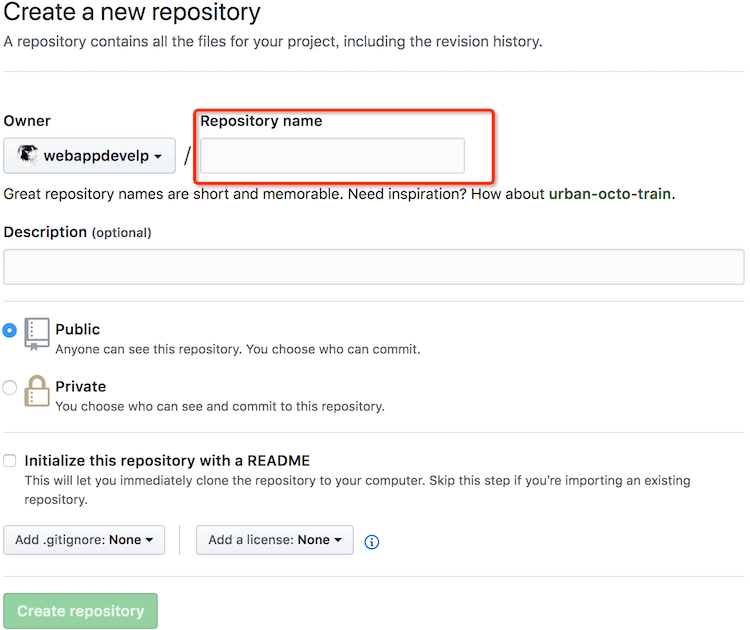 Create a new repository
A repository contains all the files for your project, including the revision history.
Owner
Repository name
webappdevelp
/
Great repository names are short and memorable. Need inspiration? How about urban-octo-train.
Description (optional)
Public
Anyone can see this repository. You choose who can commit.
Private
You choose who can see and commit to this repository.
Initialize this repository with a README
This will let you immediately clone the repository to your computer. Skip this step if you're importing an existing
repository.
Add .gitignore: None
Add a license: None
Create repository